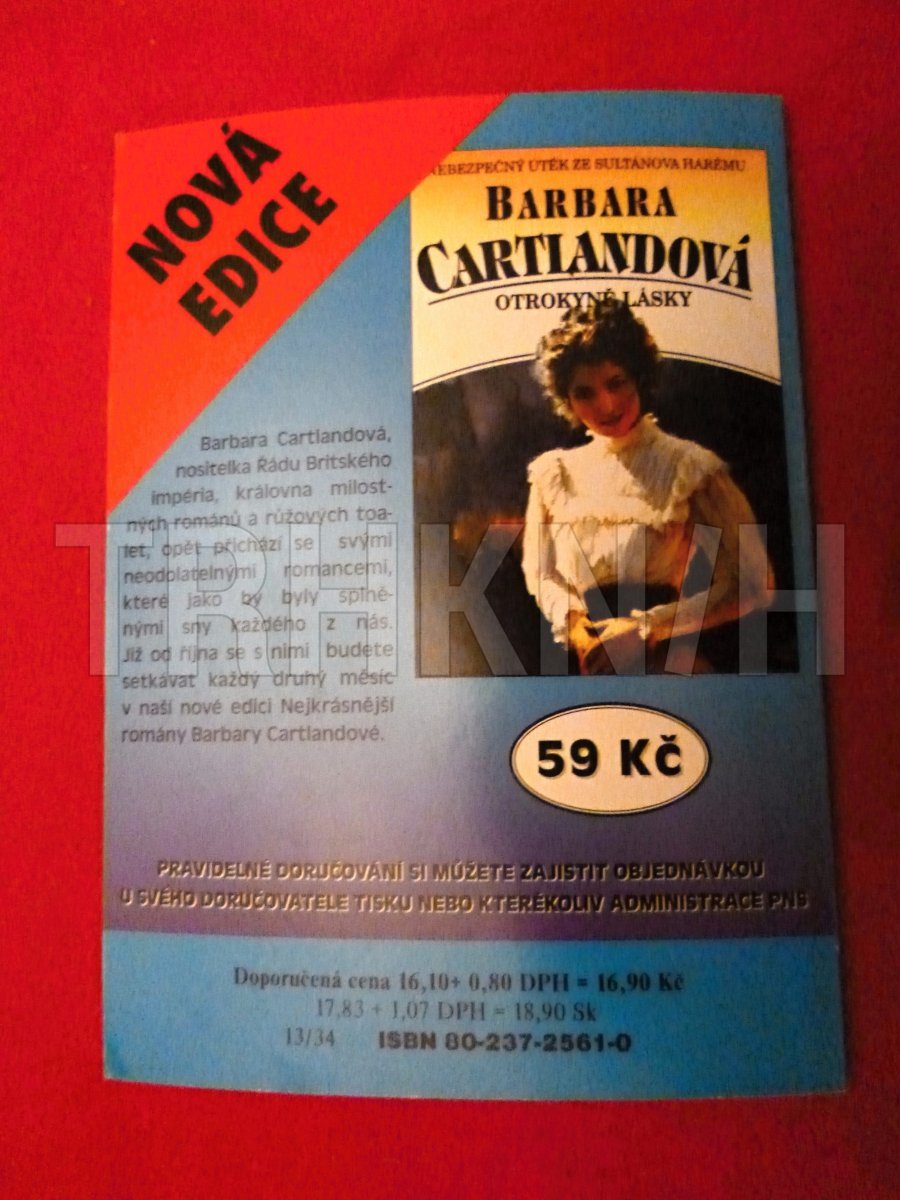 NOVÁ
EDICE
NEBEZPEČNÝ ÚTĚK ZE SULTÁNOVA HARÉMU
BARBARA
CARTLANDOVÁ
OTROKYNĚ LÁSKY
Barbara Cartlandová,
nositelka Řádu Britského
impéria, královna milost-
ných románů a růžových toa-
let, opět přichází se svými
neodolatelnými romancemi,
které jako by byly splně-
nými sny každého z nás.
Již od října se s nimi budete
setkávat každý druhý měsíc
v naší nové edici Nejkrásnější
romány Barbary Cartlandové.
59 Kč
PRAVIDELNÉ DORUČOVÁNÍ SI MŮŽETE ZAJISTIT OBJEDNÁVKOU
U SVÉHO DORUČOVATELE TISKU NEBO KTERÉKOLIV ADMINISTRACE PNS
Doporučená cena 16,10+ 0,80 DPH = 16,90 Kč
17,83 + 1,07 DPH = 18,90 Sk
13/34 ISBN 80-237-2561-0